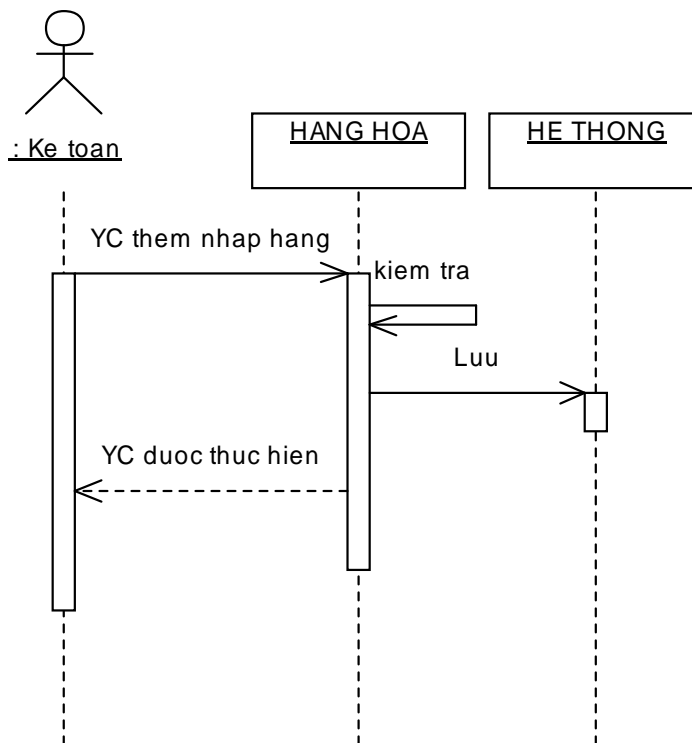 : Ke toan
HANG HOA
HE THONG
YC them nhap hang
kiem tra
Luu
YC duoc thuc hien